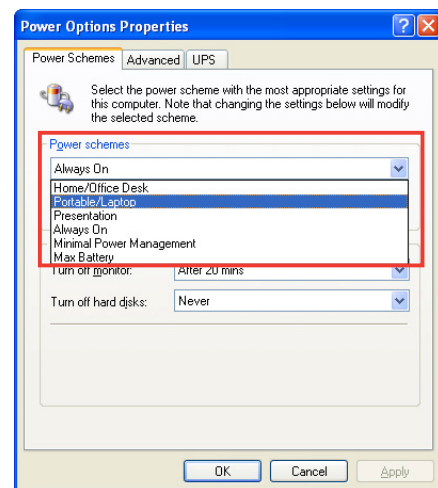 Power Options Properties
Power Schemes Advanced UPS
Select the power scheme with the most appropriate settings for
this computer. Note that changing the settings below will modify
the selected scheme.
Power schemes
Always On
Home/Office Desk
Portable/Laptop
Presentation
Always On
Minimal Power Management
Max Battery
Turn off monitor: After 20 mins
Turn off hard disks: Never
OK Cancel Apply